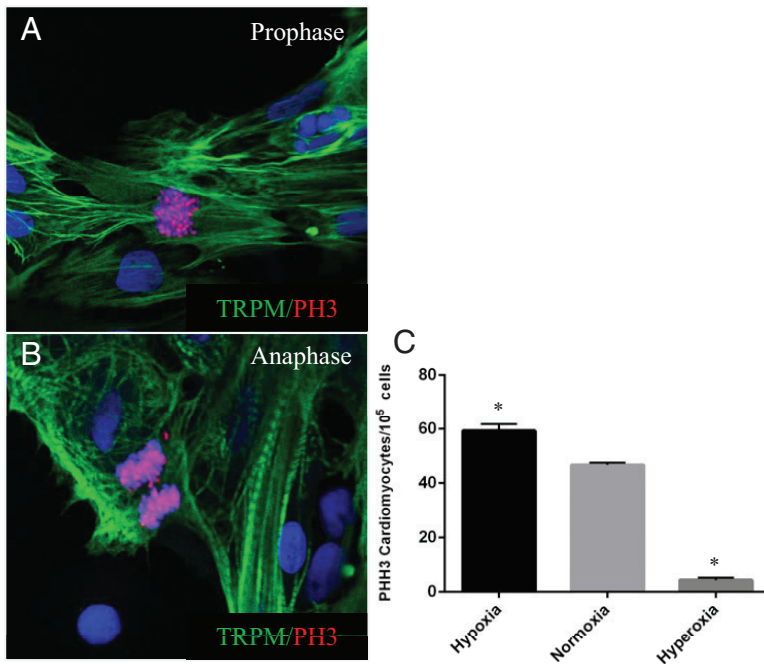 A
Prophase
TRPM/PH3
B
Anaphase
TRPM/PH3
C
PHH3 Cardiomyocytes/10⁵ cells
80
60
40
20
0
*
*
Hypoxia
Normoxia
Hyperoxia